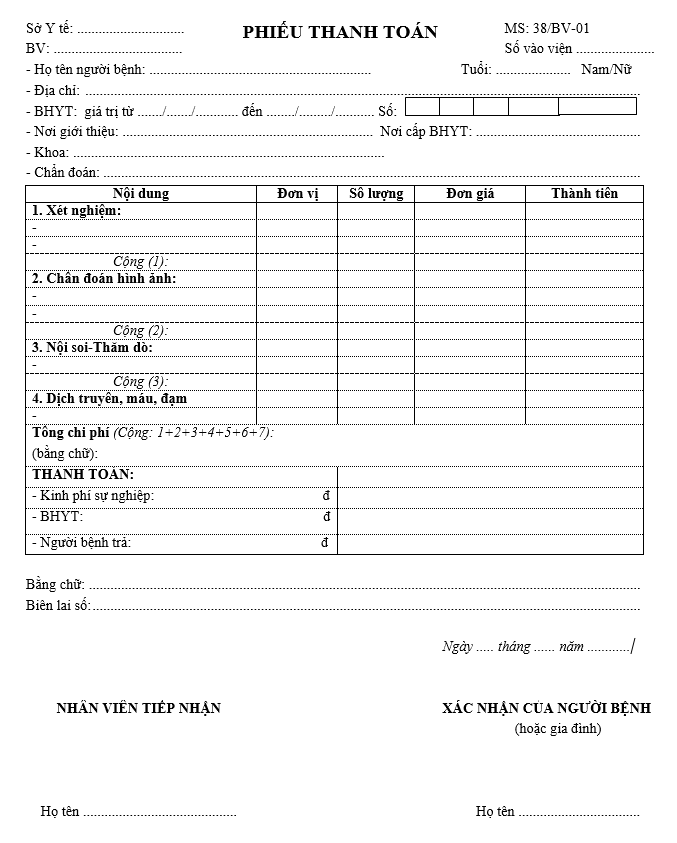 Sở Y tế: ..............................
PHIẾU THANH TOÁN
MS: 38/BV-01
BV: ....................................
Số vào viện ......................
- Họ tên người bệnh: .............................................................. Tuổi: ..................... Nam/Nữ
- Địa chỉ: ..........................................................................................................................................................
- BHYT: giá trị từ ......./....../............ đến ......./........./........... Số:
- Nơi giới thiệu: ...................................................................... Nơi cấp BHYT: ..............................................
- Khoa: ......................................................................................
- Chẩn đoán: .....................................................................................................................................................
Nội dung Đơn vị Số lượng Đơn giá Thành tiên
1. Xét nghiệm:
-
-
Cộng (1):
2. Chẩn đoán hình ảnh:
-
-
Cộng (2):
3. Nội soi-Thăm dò:
-
Cộng (3):
4. Dịch truyền, máu, đạm
-
Tổng chi phí (Cộng: 1+2+3+4+5+6+7):
(bằng chữ):
THANH TOÁN:
- Kinh phí sự nghiệp: đ
- BHYT: đ
- Người bệnh trả: đ
Bằng chữ: .........................................................................................................................................................
Biên lai số:.........................................................................................................................................................
Ngày ..... tháng ...... năm ............/
NHÂN VIÊN TIẾP NHẬN XÁC NHẬN CỦA NGƯỜI BỆNH
(hoặc gia đình)
Họ tên ........................................... Họ tên ..................................